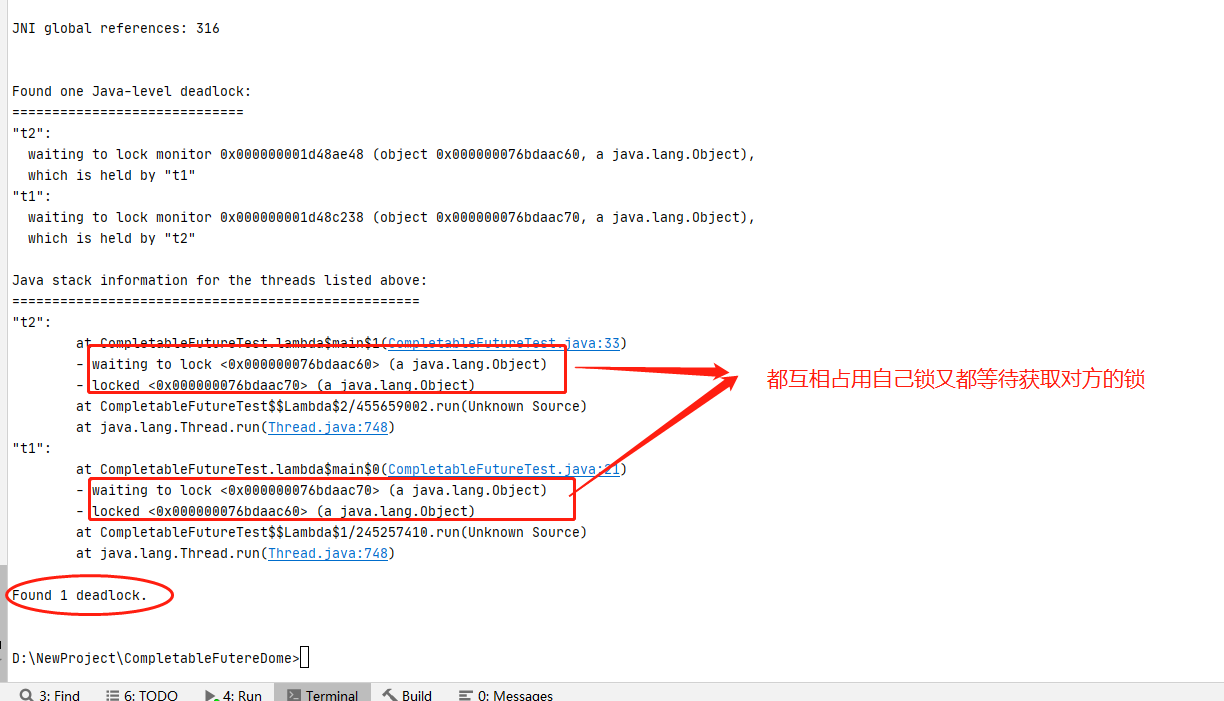 JNI global references: 316
Found one Java-level deadlock:
=============================
"t2":
waiting to lock monitor 0x000000001d48ae48 (object 0x000000076bdaac60, a java.lang.Object),
which is held by "t1"
"t1":
waiting to lock monitor 0x000000001d48c238 (object 0x000000076bdaac70, a java.lang.Object),
which is held by "t2"
Java stack information for the threads listed above:
===================================================
"t2":
at CompletableFutureTest.lambda$main$1(CompletableFutureTest.java:33)
- waiting to lock <0x000000076bdaac60> (a java.lang.Object)
- locked <0x000000076bdaac70> (a java.lang.Object)
都互相占用自己锁又都等待获取对方的锁
at CompletableFutureTest$$Lambda$2/455659002.run(Unknown Source)
at java.lang.Thread.run(Thread.java:748)
"t1":
at CompletableFutureTest.lambda$main$0(CompletableFutureTest.java:21)
- waiting to lock <0x000000076bdaac70> (a java.lang.Object)
- locked <0x000000076bdaac60> (a java.lang.Object)
at CompletableFutureTest$$Lambda$1/245257410.run(Unknown Source)
at java.lang.Thread.run(Thread.java:748)
Found 1 deadlock.
D:\NewProject\CompletableFutereDome>
3: Find 6: TODO 4: Run Terminal Build 0: Messages